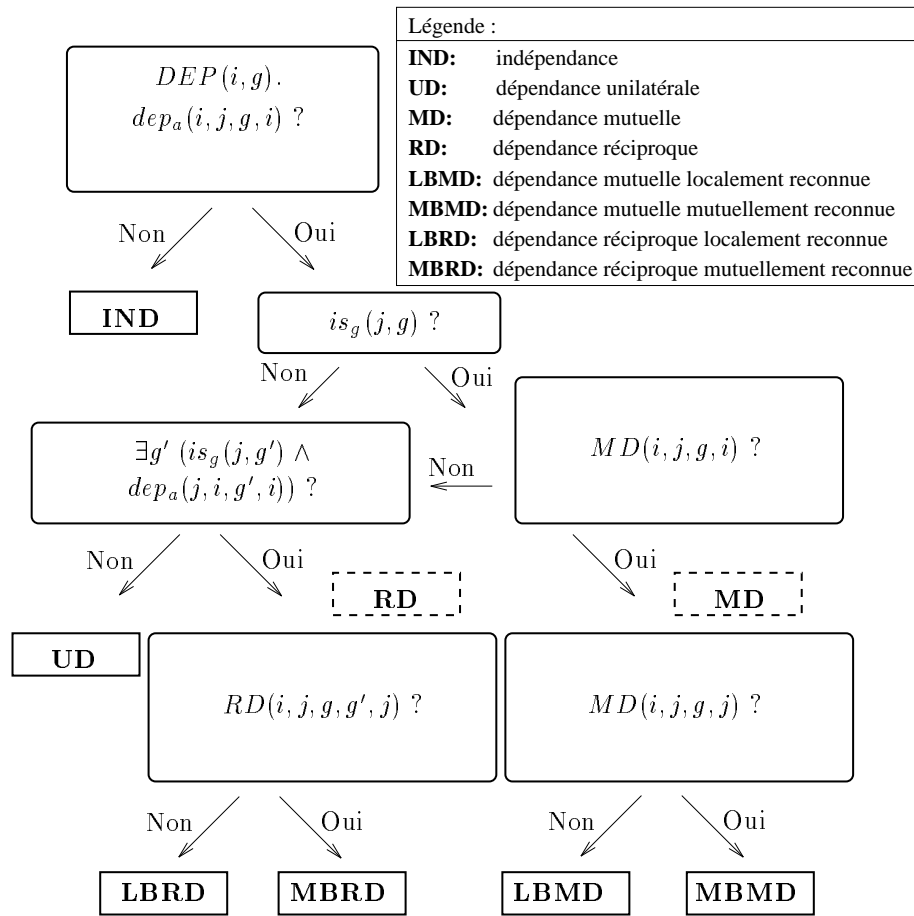 Légende :
IND: indépendance
UD: dépendance unilatérale
MD: dépendance mutuelle
RD: dépendance réciproque
LBMD: dépendance mutuelle localement reconnue
MBMD: dépendance mutuelle mutuellement reconnue
LBRD: dépendance réciproque localement reconnue
MBRD: dépendance réciproque mutuellement reconnue
DEP(i,g).
dep_a(i,j,g,i) ?
Non
Oui
IND
is_g(j,g) ?
Non
Oui
∃g′ (is_g(j,g′) ∧
dep_a(j,i,g′,i)) ?
Non
MD(i,j,g,i) ?
Non
Oui
Oui
RD
MD
UD
RD(i,j,g,g′,j) ?
MD(i,j,g,j) ?
Non
Oui
Non
Oui
LBRD
MBRD
LBMD
MBMD